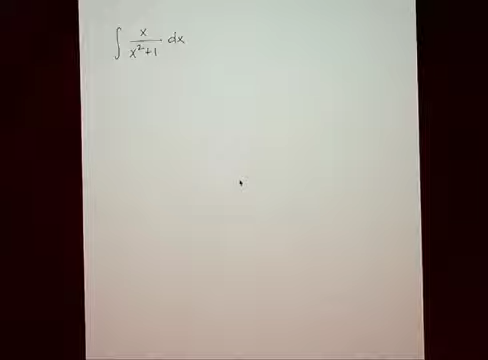 ∫ x/(x²+1) dx